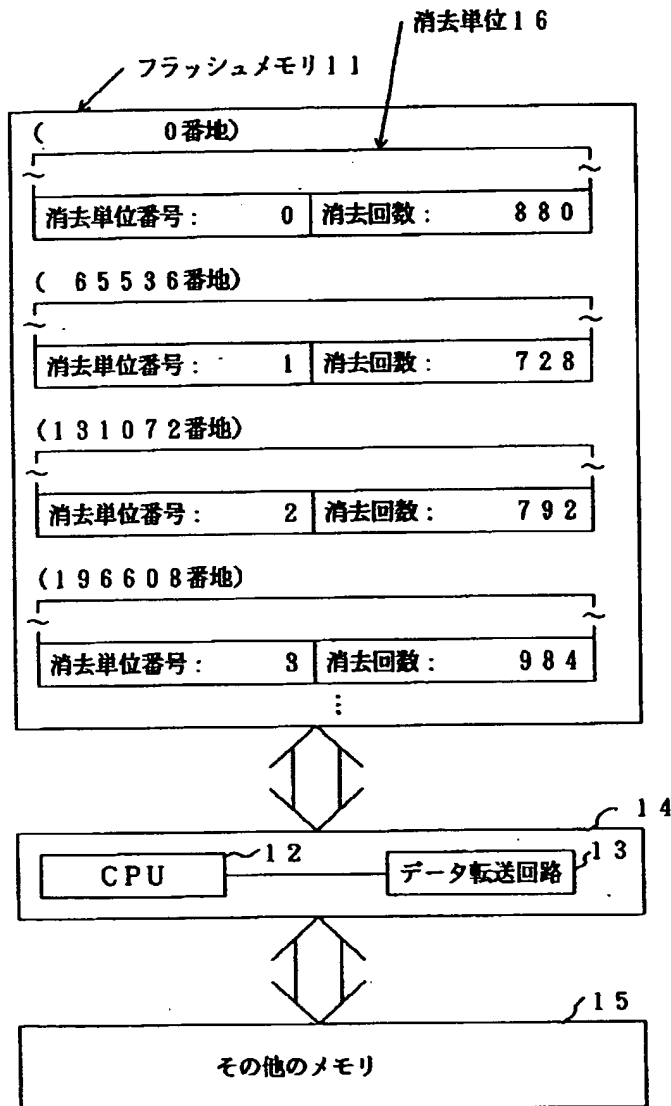 消去単位16
フラッシュメモリ11
( 0番地)
消去単位番号: 0 消去回数: 880
( 65536番地)
消去単位番号: 1 消去回数: 728
(131072番地)
消去単位番号: 2 消去回数: 792
(196608番地)
消去単位番号: 3 消去回数: 984
⋮
14
CPU 12 データ転送回路 13
15
その他のメモリ